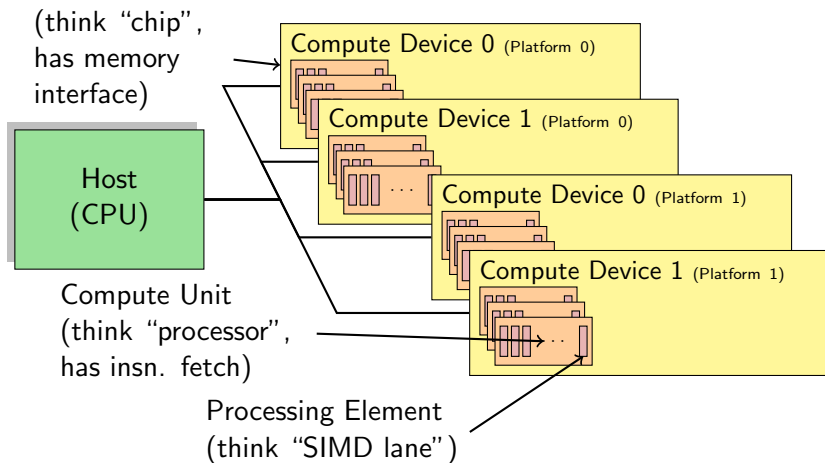 (think “chip”,
has memory
interface)
Compute Device 0 (Platform 0)
Compute Device 1 (Platform 0)
Host
(CPU)
Compute Device 0 (Platform 1)
Compute Device 1 (Platform 1)
Compute Unit
(think “processor”,
has insn. fetch)
Processing Element
(think “SIMD lane”)